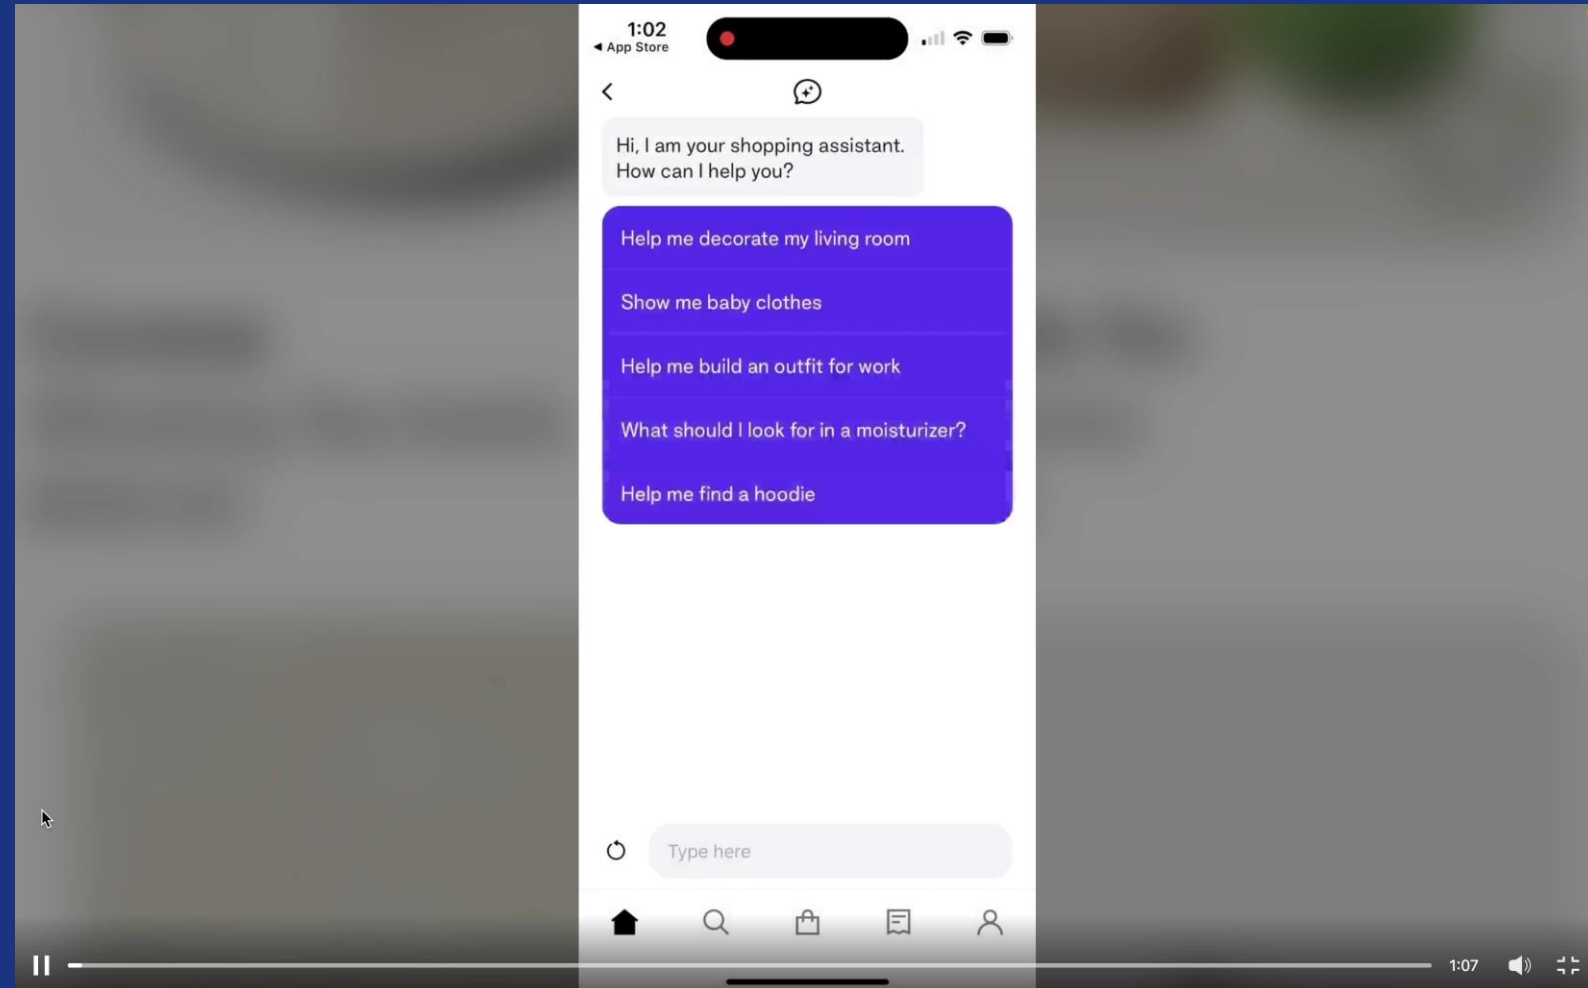 1:02
App Store
Hi, I am your shopping assistant.
How can I help you?
Help me decorate my living room
Show me baby clothes
Help me build an outfit for work
What should I look for in a moisturizer?
Help me find a hoodie
Type here
1:07